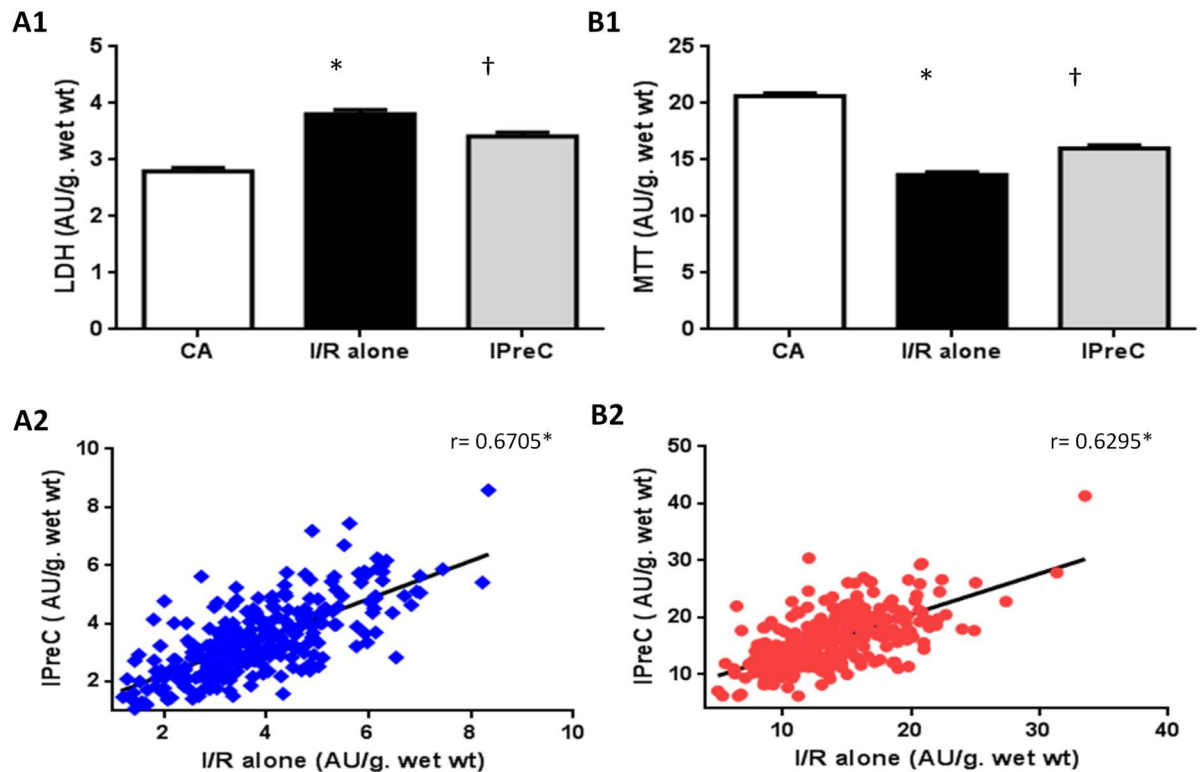 A1
LDH (AU/g. wet wt)
5
4
3
2
1
0
*
†
CA
I/R alone
IPreC
B1
MTT (AU/g. wet wt)
25
20
15
10
5
0
*
†
CA
I/R alone
IPreC
A2
r= 0.6705*
IPreC ( AU/g. wet wt)
10
8
6
4
2
2 4 6 8 10
I/R alone (AU/g. wet wt)
B2
r= 0.6295*
IPreC ( AU/g. wet wt)
50
40
30
20
10
10 20 30 40
I/R alone (AU/g. wet wt)